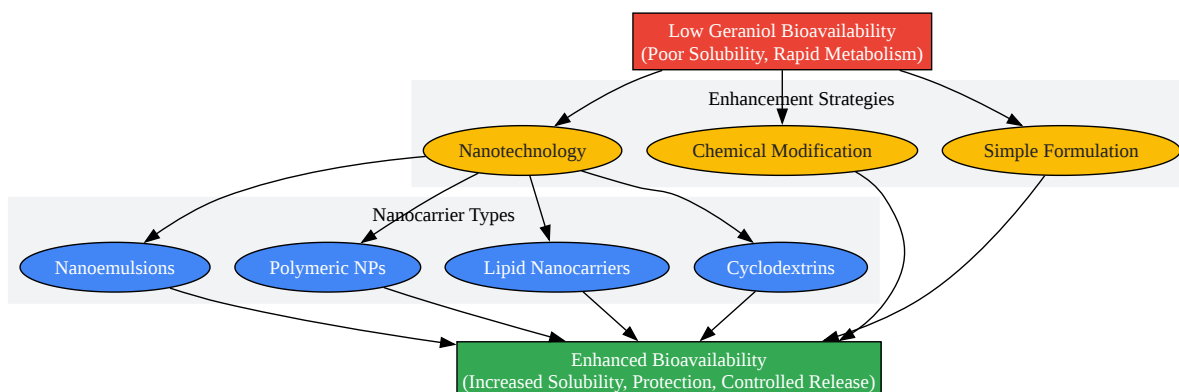 Low Geraniol Bioavailability
(Poor Solubility, Rapid Metabolism)
Enhancement Strategies
Nanotechnology
Chemical Modification
Simple Formulation
Nanocarrier Types
Nanoemulsions
Polymeric NPs
Lipid Nanocarriers
Cyclodextrins
Enhanced Bioavailability
(Increased Solubility, Protection, Controlled Release)